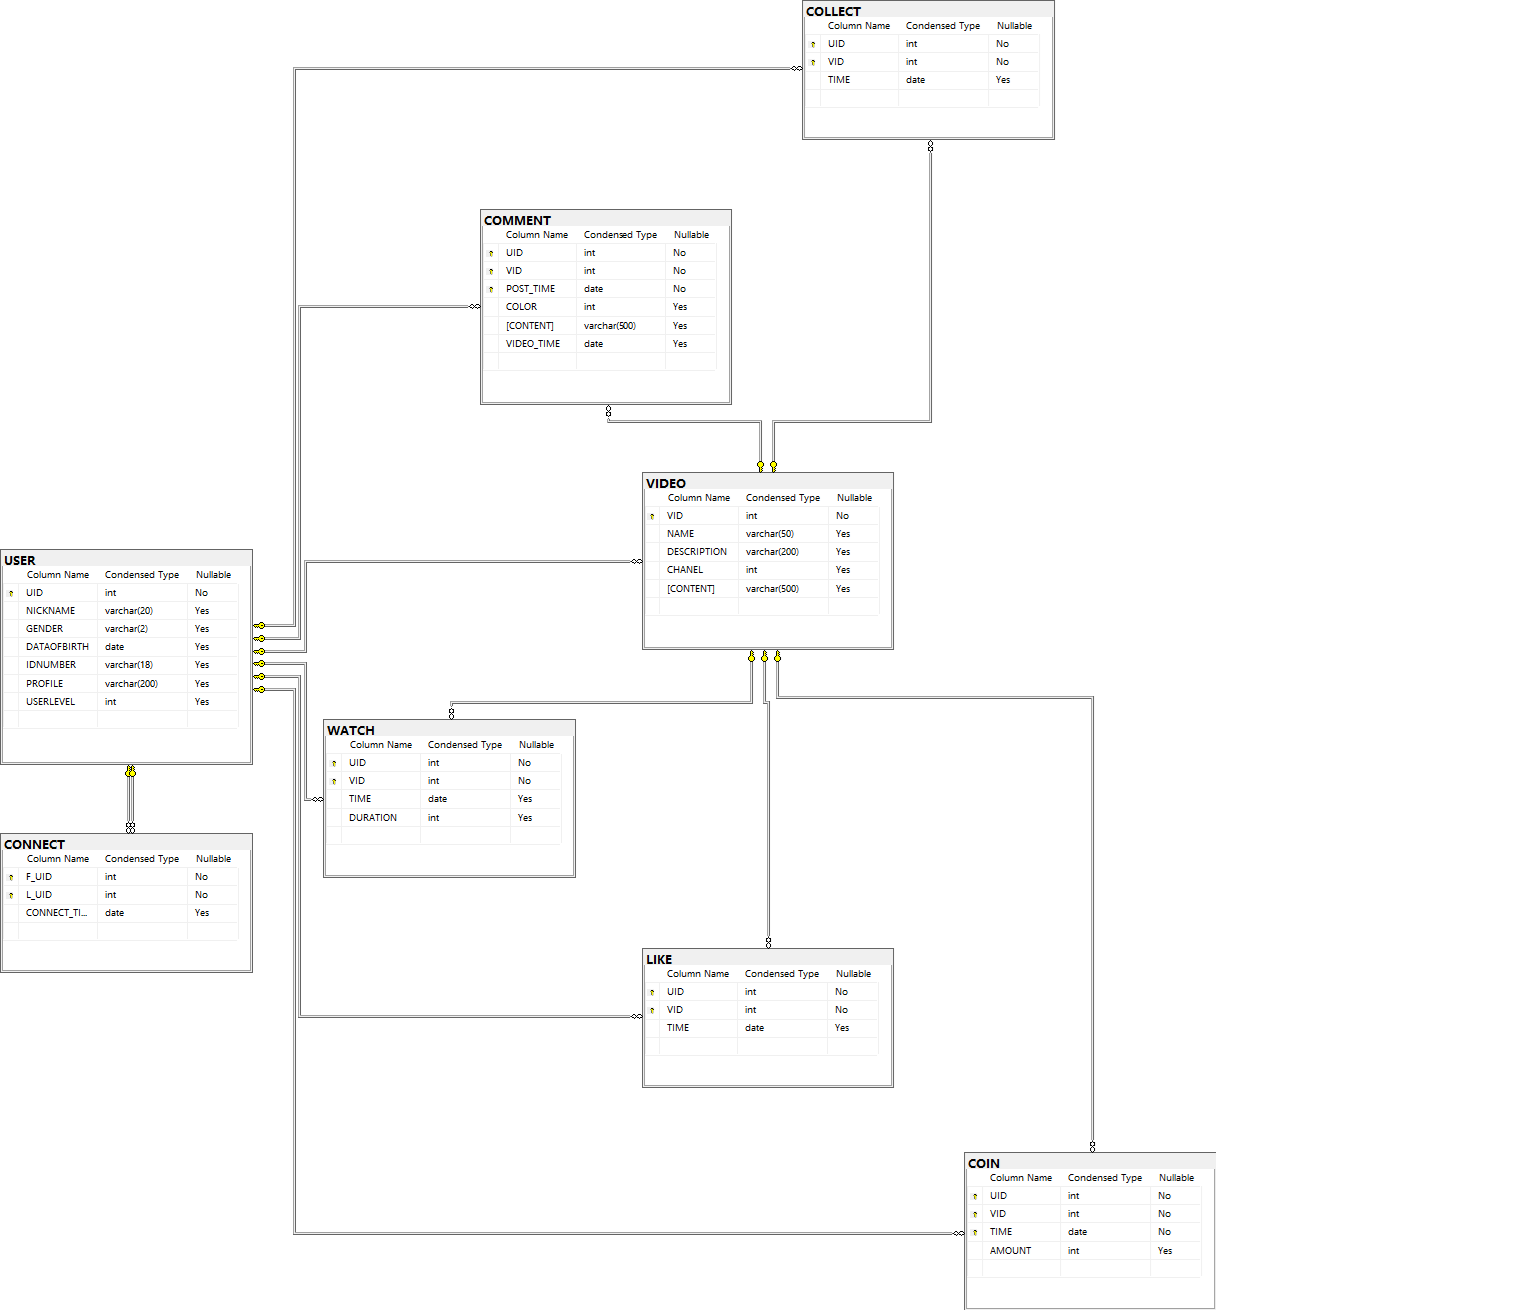 COLLECT
Column Name Condensed Type Nullable
UID int No
VID int No
TIME date Yes
COMMENT
Column Name Condensed Type Nullable
UID int No
VID int No
POST_TIME date No
COLOR int Yes
[CONTENT] varchar(500) Yes
VIDEO_TIME date Yes
VIDEO
Column Name Condensed Type Nullable
VID int No
NAME varchar(50) Yes
DESCRIPTION varchar(200) Yes
CHANEL int Yes
[CONTENT] varchar(500) Yes
USER
Column Name Condensed Type Nullable
UID int No
NICKNAME varchar(20) Yes
GENDER varchar(2) Yes
DATAOFBIRTH date Yes
IDNUMBER varchar(18) Yes
PROFILE varchar(200) Yes
USERLEVEL int Yes
WATCH
Column Name Condensed Type Nullable
UID int No
VID int No
TIME date Yes
DURATION int Yes
CONNECT
Column Name Condensed Type Nullable
F_UID int No
L_UID int No
CONNECT_TI... date Yes
LIKE
Column Name Condensed Type Nullable
UID int No
VID int No
TIME date Yes
COIN
Column Name Condensed Type Nullable
UID int No
VID int No
TIME date No
AMOUNT int Yes